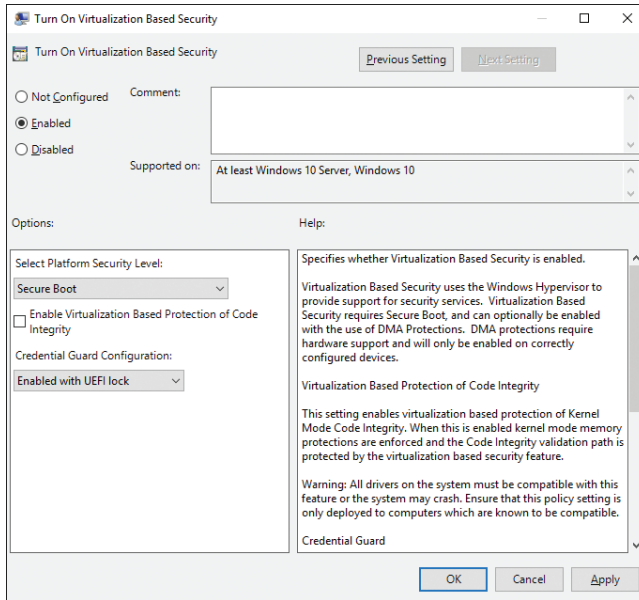 Turn On Virtualization Based Security
Turn On Virtualization Based Security
Previous Setting
Next Setting
Not Configured
Comment:
Enabled
Disabled
Supported on:
At least Windows 10 Server, Windows 10
Options:
Help:
Select Platform Security Level:
Secure Boot
Enable Virtualization Based Protection of Code
Integrity
Credential Guard Configuration:
Enabled with UEFI lock
Specifies whether Virtualization Based Security is enabled.
Virtualization Based Security uses the Windows Hypervisor to
provide support for security services.  Virtualization Based
Security requires Secure Boot, and can optionally be enabled
with the use of DMA Protections.  DMA protections require
hardware support and will only be enabled on correctly
configured devices.
Virtualization Based Protection of Code Integrity
This setting enables virtualization based protection of Kernel
Mode Code Integrity. When this is enabled kernel mode memory
protections are enforced and the Code Integrity validation path is
protected by the virtualization based security feature.
Warning: All drivers on the system must be compatible with this
feature or the system may crash. Ensure that this policy setting is
only deployed to computers which are known to be compatible.
Credential Guard
OK
Cancel
Apply